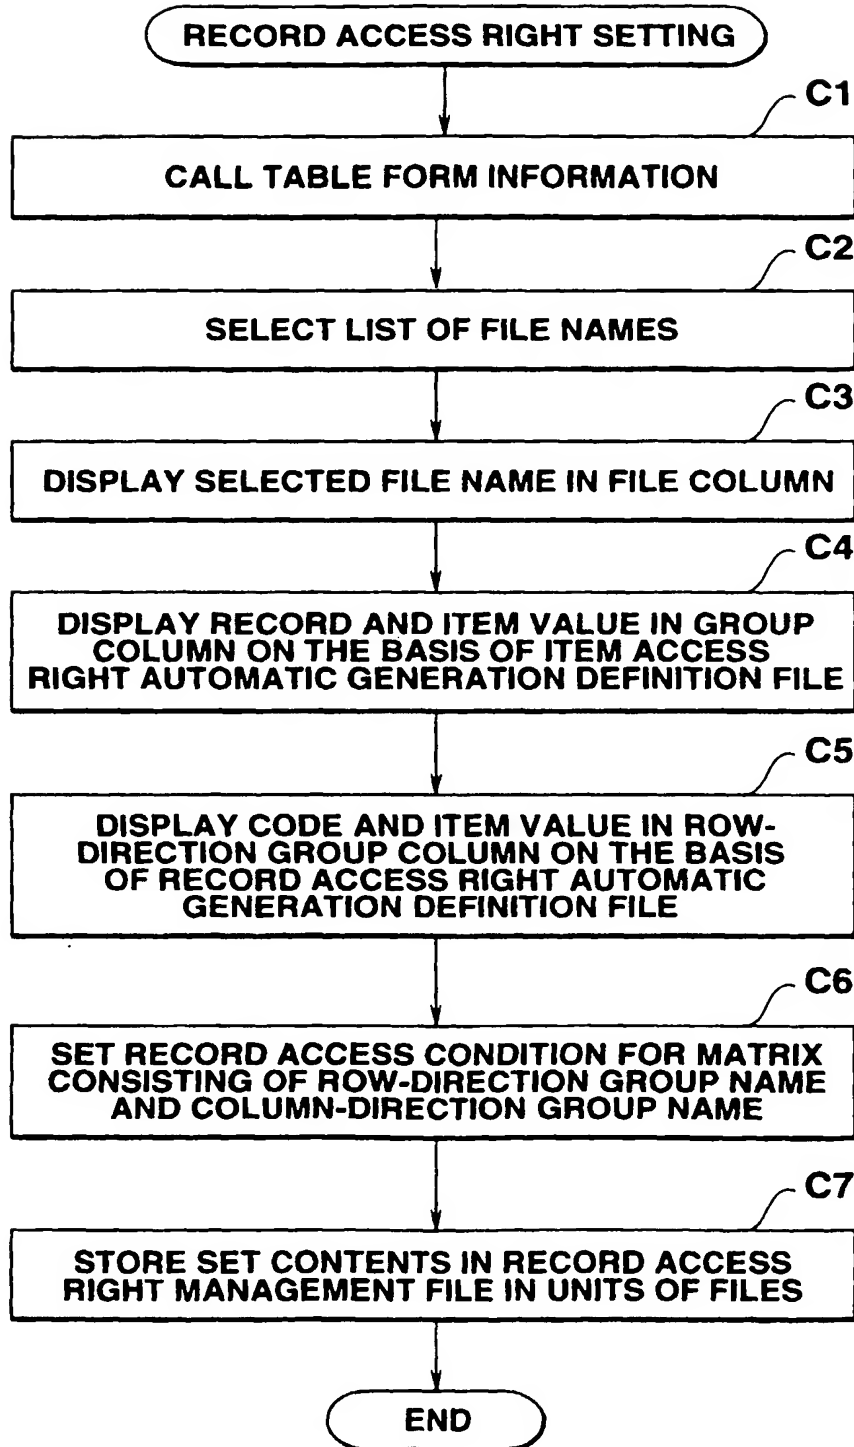 RECORD ACCESS RIGHT SETTING
C1
CALL TABLE FORM INFORMATION
C2
SELECT LIST OF FILE NAMES
C3
DISPLAY SELECTED FILE NAME IN FILE COLUMN
C4
DISPLAY RECORD AND ITEM VALUE IN GROUP
COLUMN ON THE BASIS OF ITEM ACCESS
RIGHT AUTOMATIC GENERATION DEFINITION FILE
C5
DISPLAY CODE AND ITEM VALUE IN ROW-
DIRECTION GROUP COLUMN ON THE BASIS
OF RECORD ACCESS RIGHT AUTOMATIC
GENERATION DEFINITION FILE
C6
SET RECORD ACCESS CONDITION FOR MATRIX
CONSISTING OF ROW-DIRECTION GROUP NAME
AND COLUMN-DIRECTION GROUP NAME
C7
STORE SET CONTENTS IN RECORD ACCESS
RIGHT MANAGEMENT FILE IN UNITS OF FILES
END